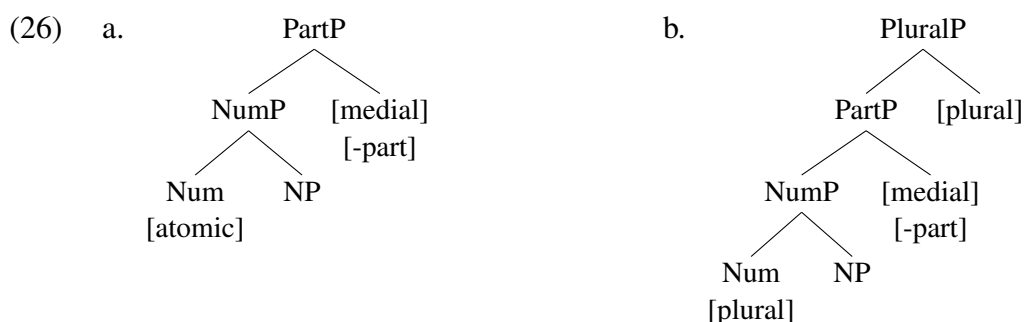 (26) a. PartP b. PluralP
NumP [medial] PartP [plural]
[-part]
Num NP NumP [medial]
[atomic] [-part]
Num NP
[plural]